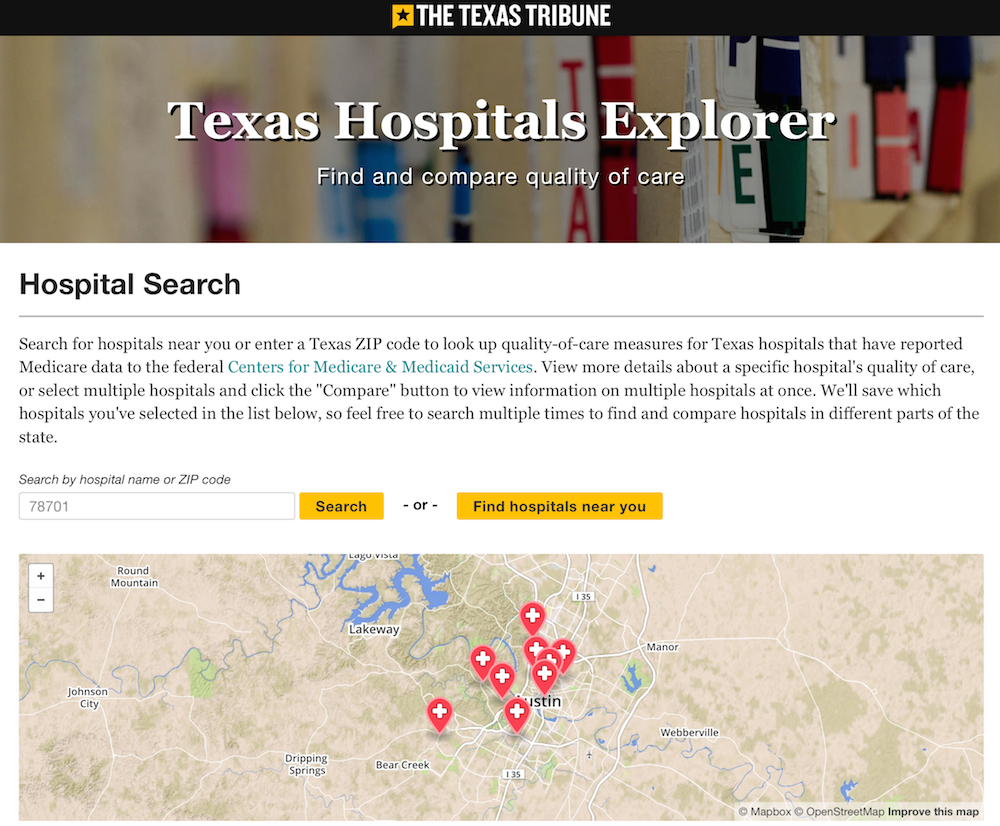 THE TEXAS TRIBUNE
Texas Hospitals Explorer
Find and compare quality of care
Hospital Search
Search for hospitals near you or enter a Texas ZIP code to look up quality-of-care measures for Texas hospitals that have reported
Medicare data to the federal Centers for Medicare & Medicaid Services. View more details about a specific hospital's quality of care,
or select multiple hospitals and click the "Compare" button to view information on multiple hospitals at once. We'll save which
hospitals you've selected in the list below, so feel free to search multiple times to find and compare hospitals in different parts of the
state.
Search by hospital name or ZIP code
78701 Search - or - Find hospitals near you
Lago Vista
+
−
Round
Mountain
I 35
Lakeway
Manor
Johnson
City
ustin
Webberville
Dripping
Springs
Bear Creek
I 35
© Mapbox © OpenStreetMap Improve this map